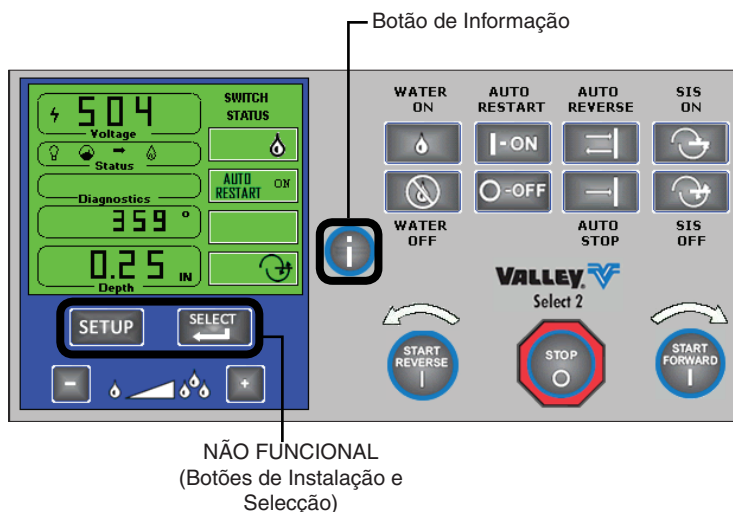 Botão de Informação
504
Voltage
Status
Diagnostics
359 °
0.25 IN
Depth
SWITCH
STATUS
AUTO
RESTART ON
SETUP
SELECT
-
+
i
WATER
ON
AUTO
RESTART
AUTO
REVERSE
SIS
ON
I - ON
O - OFF
WATER
OFF
AUTO
STOP
SIS
OFF
VALLEY
Select 2
START
REVERSE
I
STOP
O
START
FORWARD
I
NÃO FUNCIONAL
(Botões de Instalação e
Selecção)